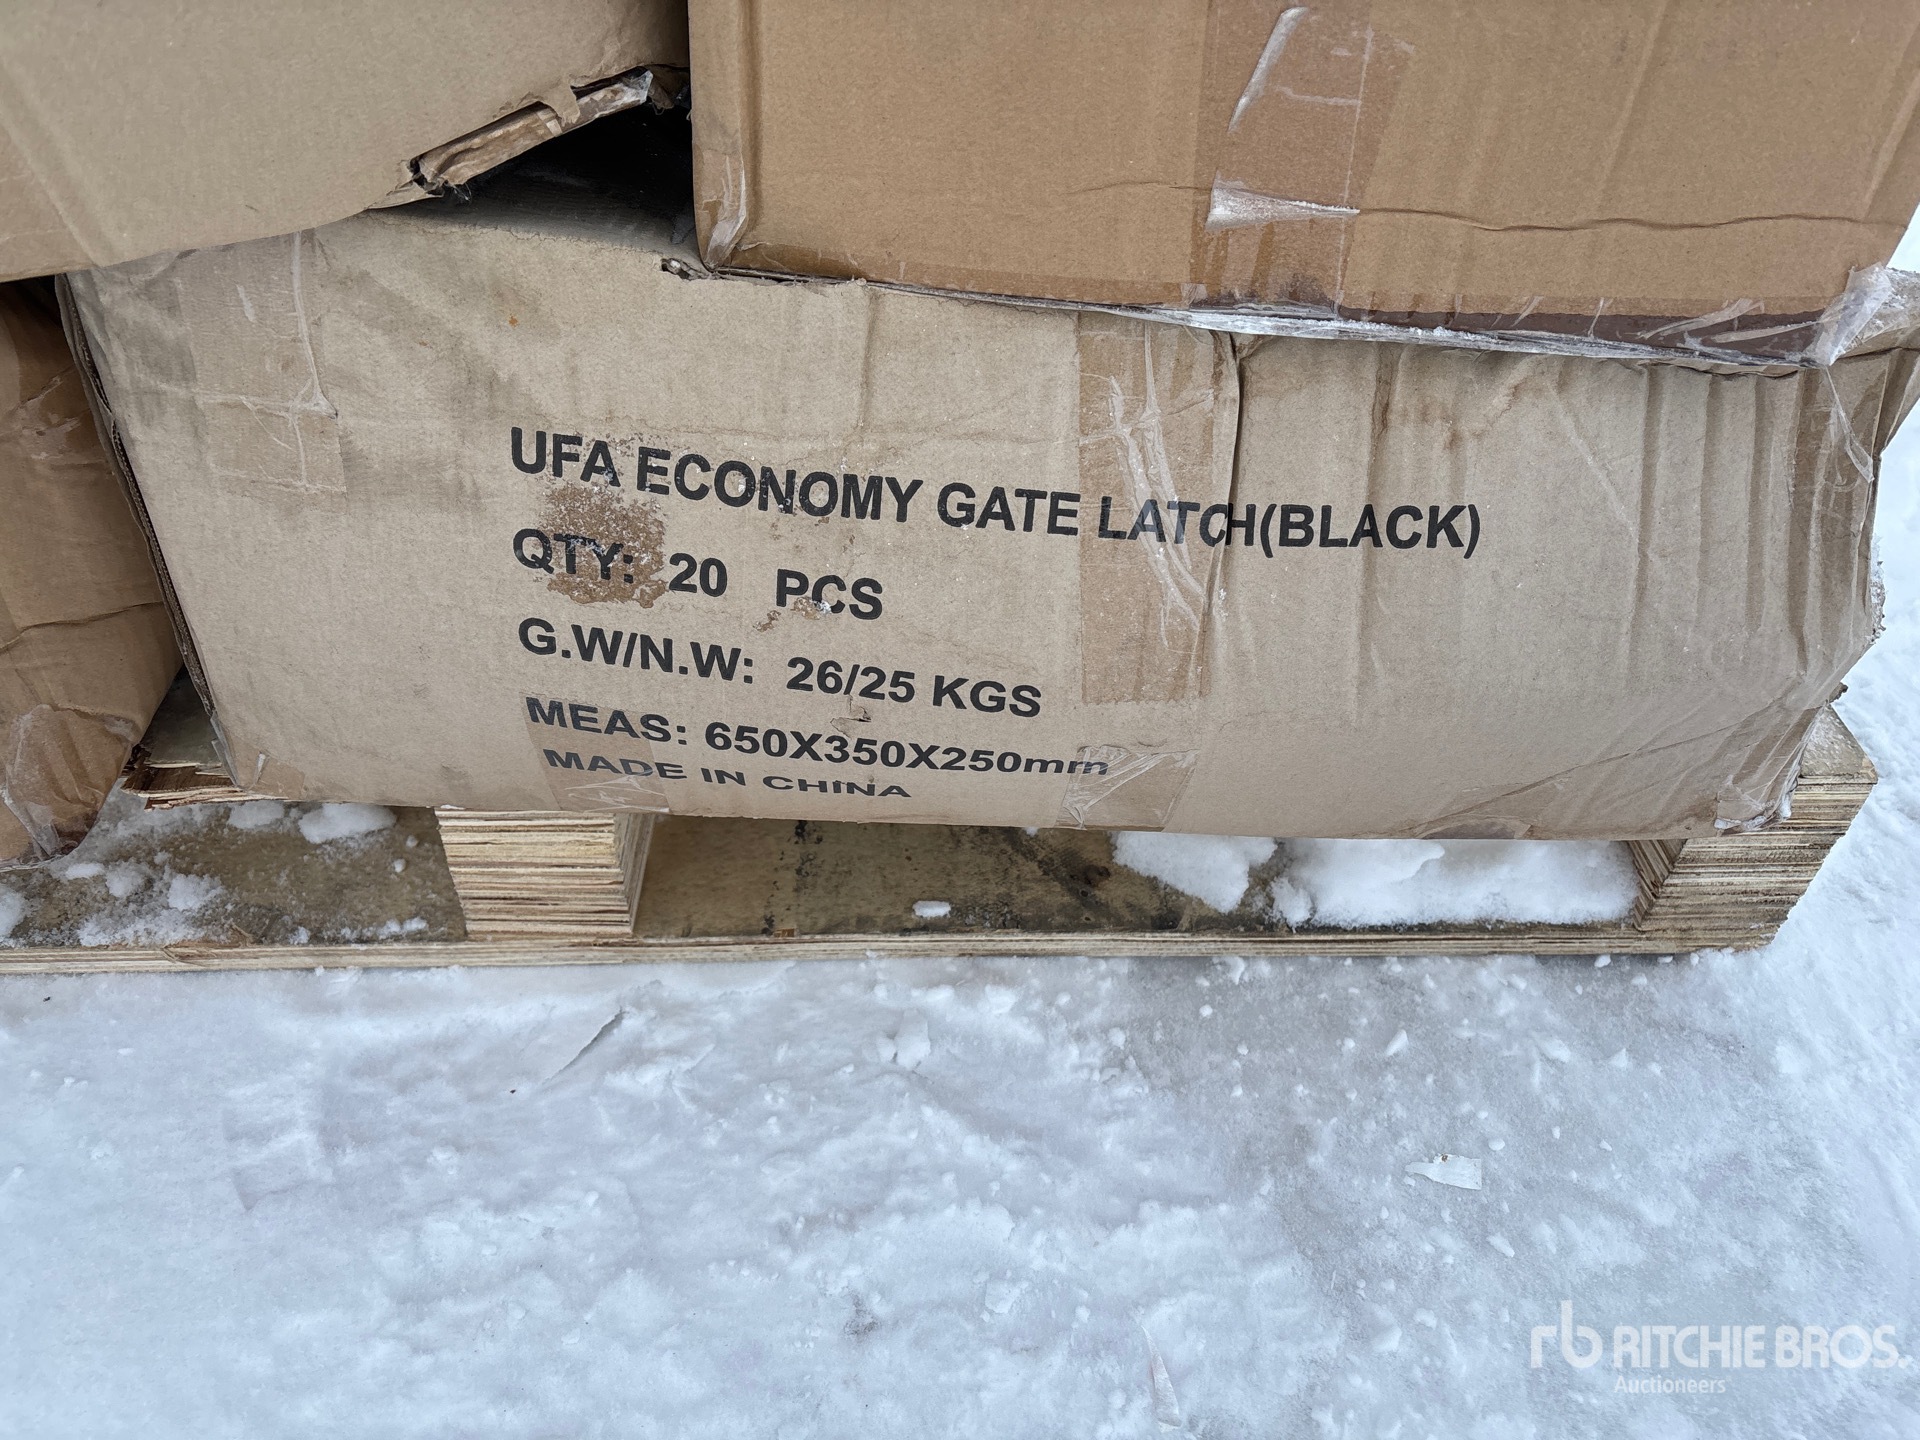 UFA ECONOMY GATE LATCH(BLACK)
QTY: 20 PCS
G.W/N.W: 26/25 KGS
MEAS: 650X350X250mm
MADE IN CHINA
rb RITCHIE BROS.
Auctioneers